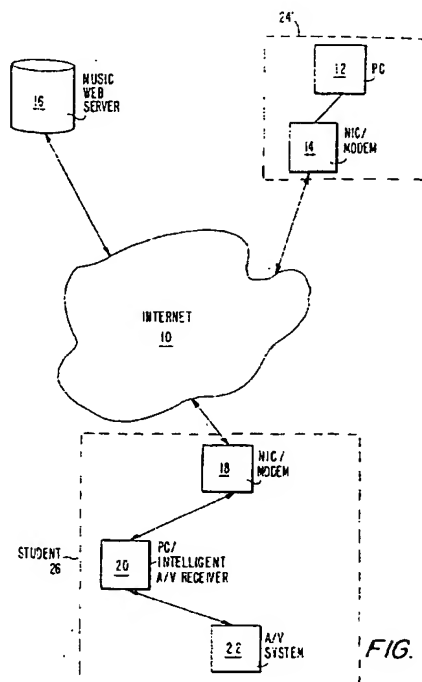 24'
12
PC
MUSIC
WEB
SERVER
16
14
NIC/
MODEM
INTERNET
10
18
NIC/
MODEM
STUDENT
26
20
PC/
INTELLIGENT
A/V RECEIVER
22
A/V
SYSTEM
FIG.